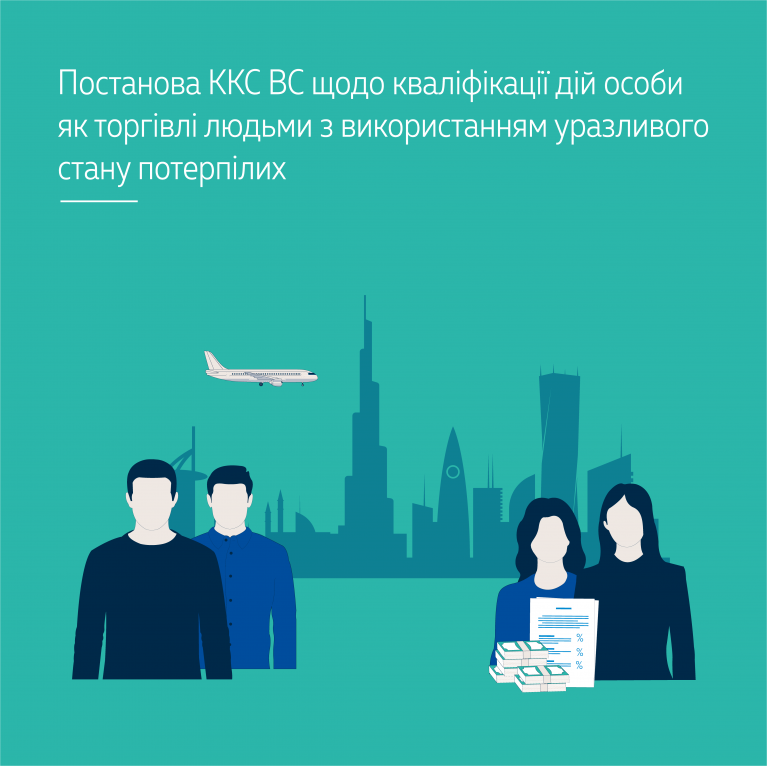 Постанова ККС ВС щодо кваліфікації дій особи
як торгівлі людьми з використанням уразливого
стану потерпілих